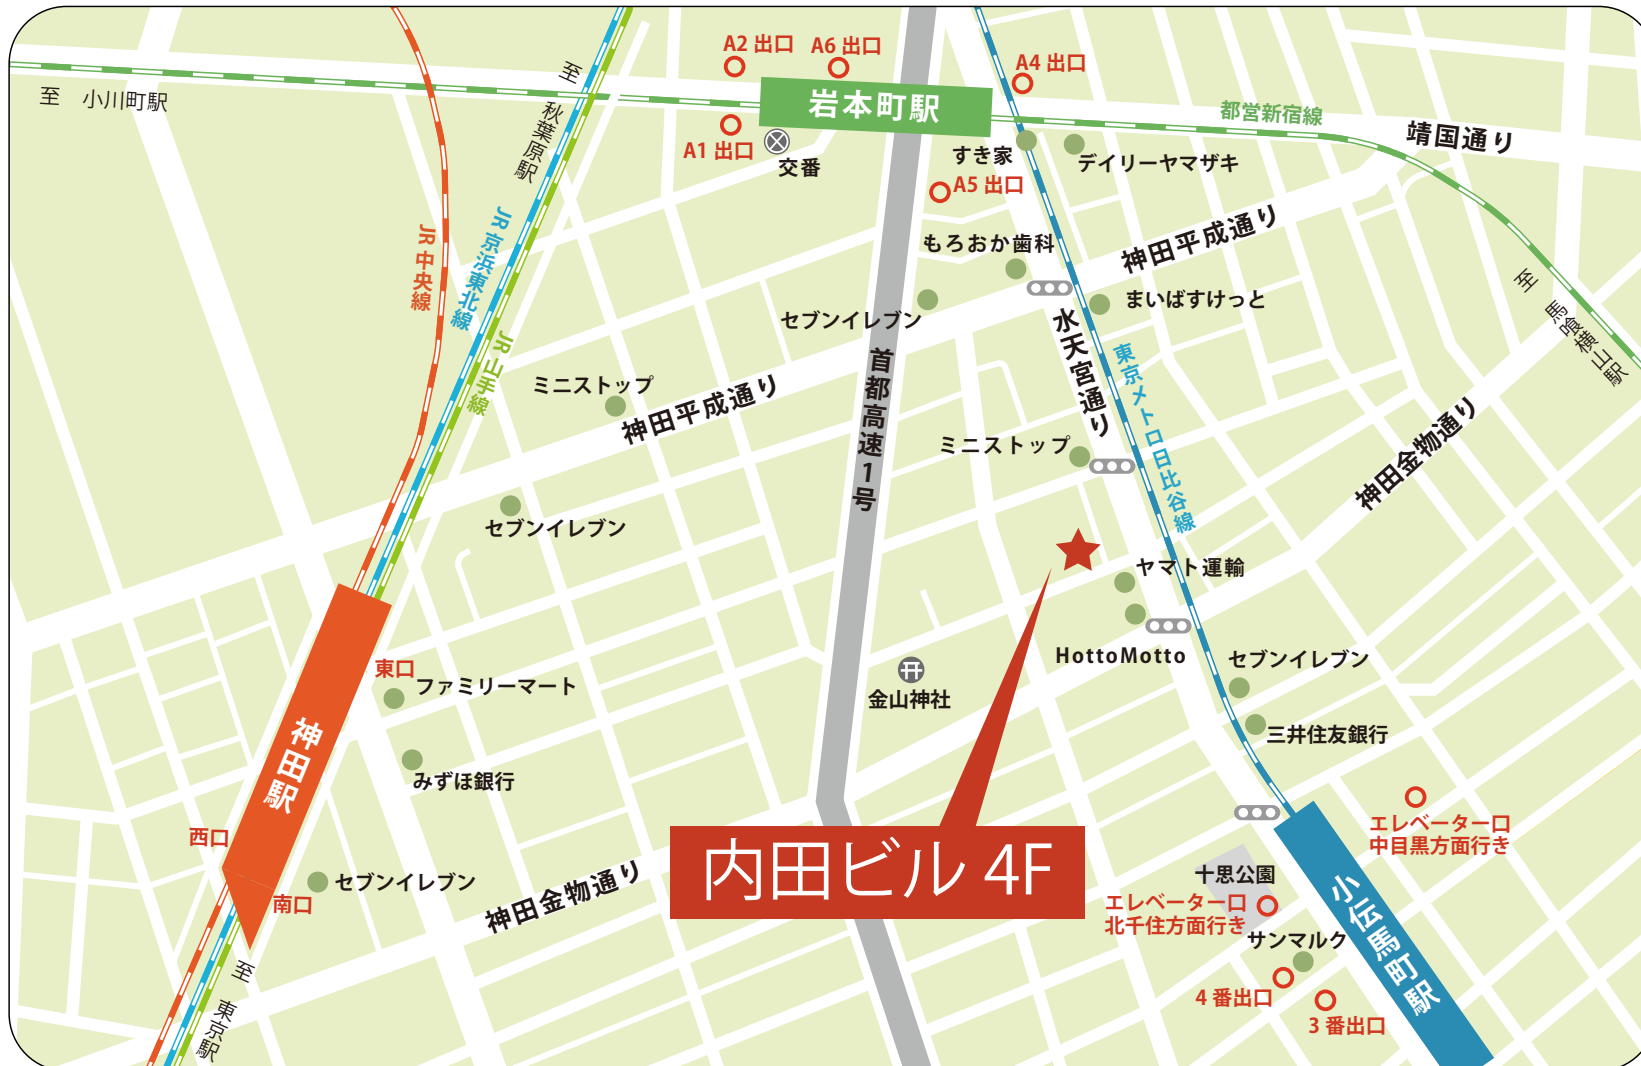 A2 出口
A6 出口
A4 出口
至 小川町駅
至 秋葉原駅
岩本町駅
都営新宿線
靖国通り
A1 出口
交番
すき家
デイリーヤマザキ
A5 出口
もろおか歯科
神田平成通り
JR 中央線
JR 京浜東北線
JR 山手線
セブンイレブン
まいばすけっと
至 馬喰横山駅
水天宮通り
東京メトロ日比谷線
首都高速1号
ミニストップ
神田平成通り
ミニストップ
神田金物通り
セブンイレブン
ヤマト運輸
HottoMotto
セブンイレブン
東口
ファミリーマート
金山神社
三井住友銀行
神田駅
みずほ銀行
西口
内田ビル 4F
エレベーター口
中目黒方面行き
セブンイレブン
南口
神田金物通り
十思公園
エレベーター口
北千住方面行き
小伝馬町駅
サンマルク
至 東京駅
4 番出口
3 番出口